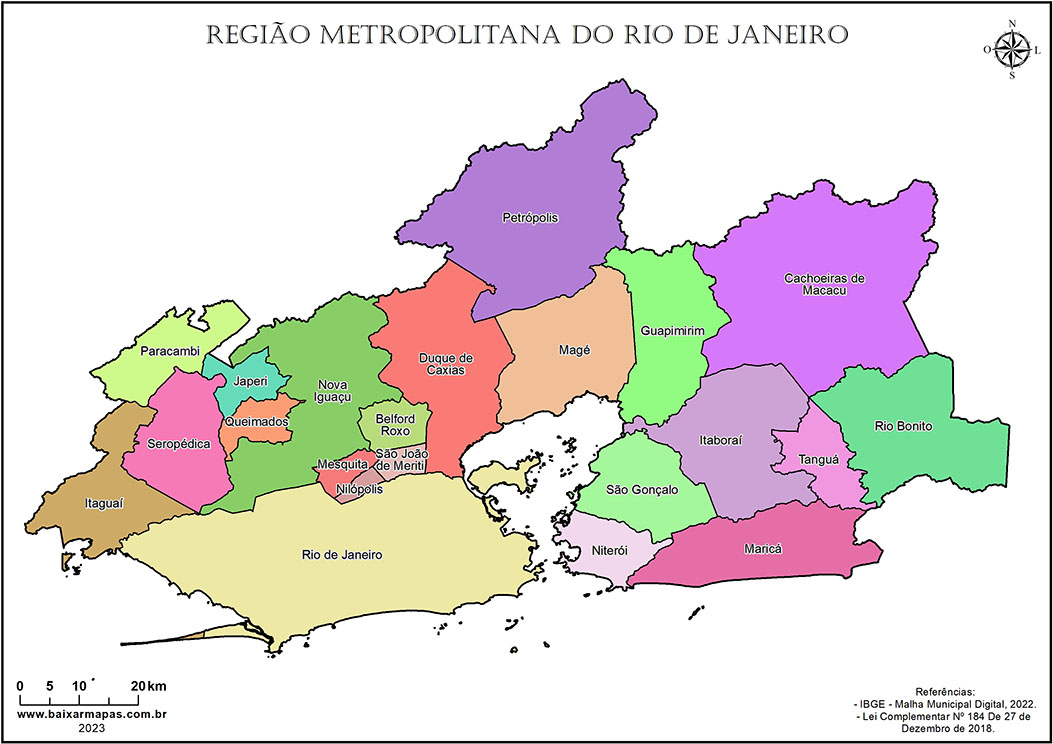 REGIÃO METROPOLITANA DO RIO DE JANEIRO
N
O
L
S
Petrópolis
Cachoeiras de
Macacu
Guapimirim
Magé
Paracambi
Duque de
Caxias
Japeri
Nova
Iguaçu
Queimados
Belford
Roxo
Rio Bonito
Seropédica
Itaboraí
São João
de Meriti
Tanguá
Mesquita
Nilópolis
São Gonçalo
Itaguaí
Rio de Janeiro
Niterói
Maricá
0 5 10 20 km
www.baixarmapas.com.br
2023
Referências:
- IBGE - Malha Municipal Digital, 2022.
- Lei Complementar Nº 184 De 27 de
Dezembro de 2018.